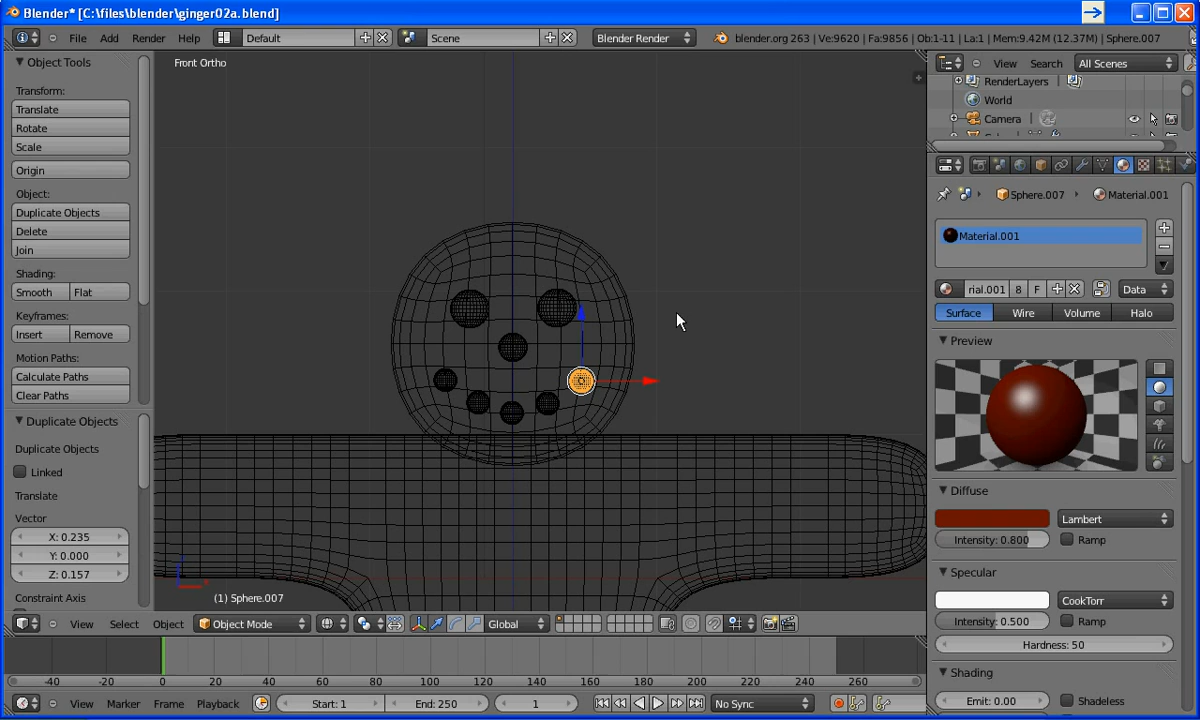 Blender* [C:\files\blender\ginger02a.blend]
File Add Render Help Default Scene Blender Render blender.org 263 | Ve:9620 | Fa:9856 | Ob:1-11 | La:1 | Mem:9.42M (12.37M) | Sphere.007
Object Tools
Transform:
Translate
Rotate
Scale
Origin
Object:
Duplicate Objects
Delete
Join
Shading:
Smooth Flat
Keyframes:
Insert Remove
Motion Paths:
Calculate Paths
Clear Paths
Duplicate Objects
Duplicate Objects
Linked
Translate
Vector
X: 0.235
Y: 0.000
Z: 0.157
Constraint Axis
Front Ortho
(1) Sphere.007
View Select Object Object Mode Global
-40 -20 0 20 40 60 80 100 120 140 160 180 200 220 240 260
View Marker Frame Playback Start: 1 End: 250 1 No Sync
View Search All Scenes
RenderLayers
World
Camera
Sphere.007 Material.001
Material.001
rial.001 8 F Data
Surface Wire Volume Halo
Preview
Diffuse
Lambert
Intensity: 0.800 Ramp
Specular
CookTorr
Intensity: 0.500 Ramp
Hardness: 50
Shading
Emit: 0.00 Shadeless